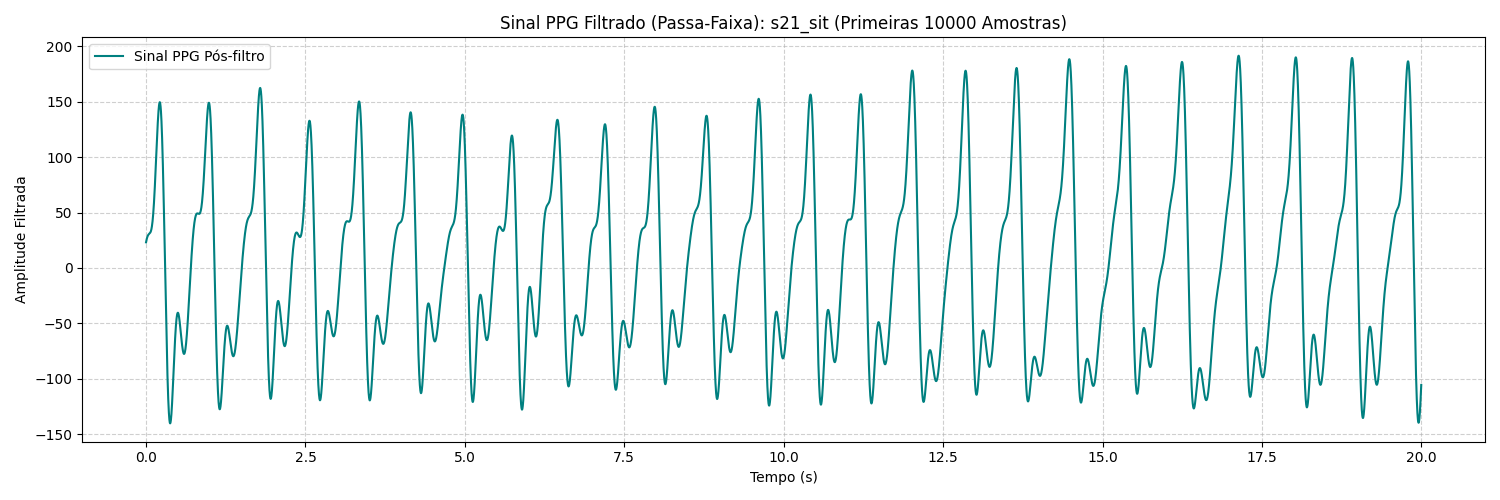 Sinal PPG Filtrado (Passa-Faixa): s21_sit (Primeiras 10000 Amostras)
Sinal PPG Pós-filtro
Amplitude Filtrada
200
150
100
50
0
−50
−100
−150
0.0 2.5 5.0 7.5 10.0 12.5 15.0 17.5 20.0
Tempo (s)